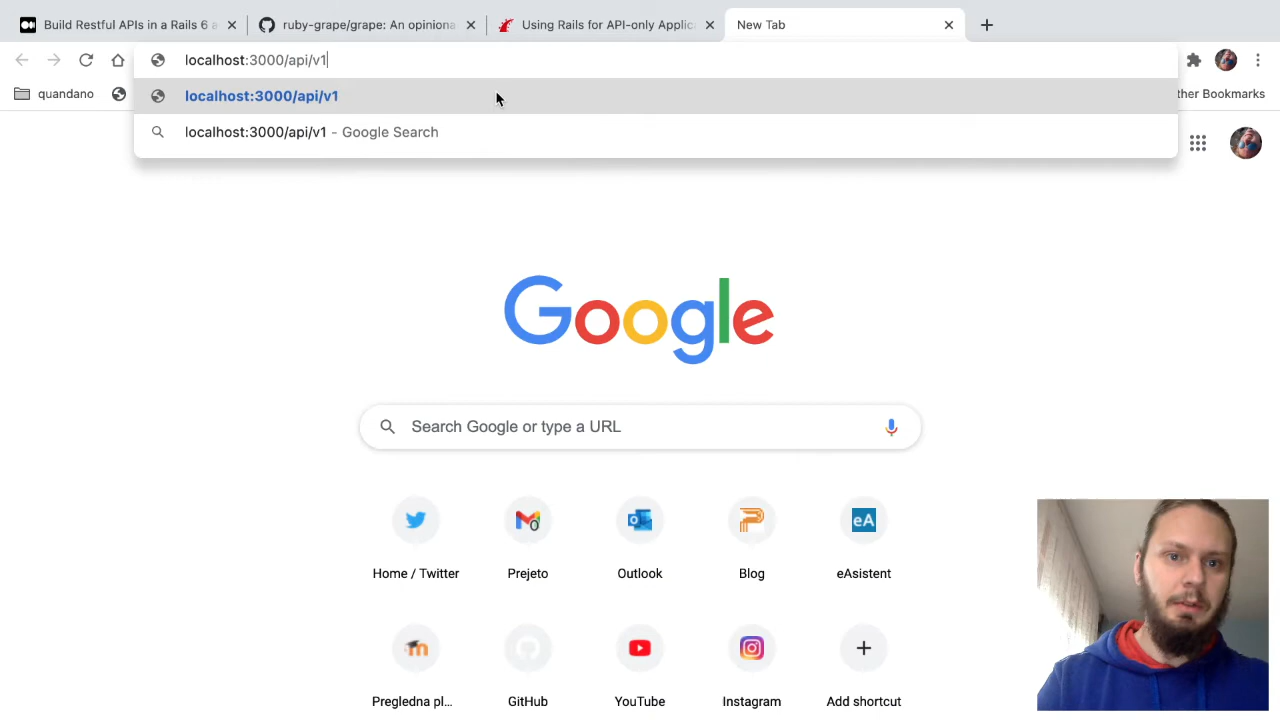 Build Restful APIs in a Rails 6 a
ruby-grape/grape: An opiniona
Using Rails for API-only Applic
New Tab
localhost:3000/api/v1
quandano
ther Bookmarks
localhost:3000/api/v1
localhost:3000/api/v1 - Google Search
Google
Search Google or type a URL
0
eA
Home / Twitter
Prejeto
Outlook
Blog
eAsistent
m
Pregledna pl...
GitHub
YouTube
Instagram
Add shortcut